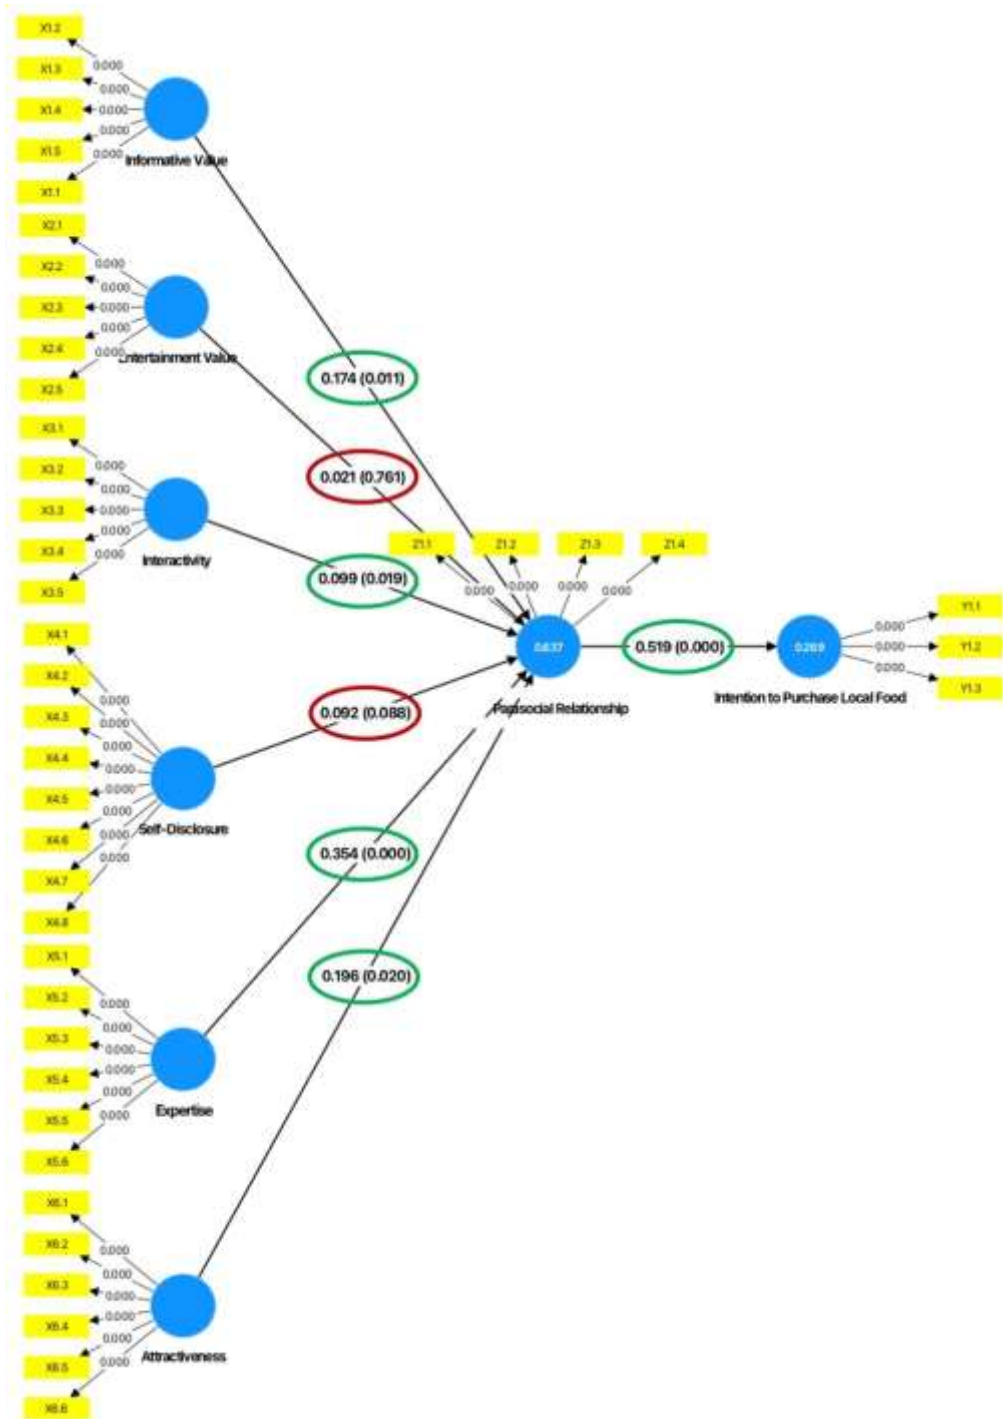 X1.2
0.000
X1.3
0.000
X1.4
0.000
0.000
X1.5
0.000
Informative Value
X1.1
X2.1
0.000
X2.2
0.000
X2.3
0.000
0.000
X2.4
0.000
Entertainment Value
X2.5
0.174 (0.011)
X3.1
0.000
X3.2
0.000
X3.3
0.000
0.000
X3.4
0.000
Interactivity
X3.5
0.021 (0.761)
0.099 (0.019)
Z1.1
Z1.2
Z1.3
Z1.4
0.000
0.000
0.000
0.000
0.637
Parasocial Relationship
0.519 (0.000)
0.269
Intention to Purchase Local Food
0.000
0.000
0.000
Y1.1
Y1.2
Y1.3
X4.1
X4.2
0.000
0.000
X4.3
0.000
X4.4
0.000
0.000
X4.5
0.000
X4.6
0.000
Self-Disclosure
0.000
X4.7
X4.8
0.092 (0.088)
0.354 (0.000)
X5.1
X5.2
0.000
0.000
X5.3
0.000
X5.4
0.000
0.000
X5.5
0.000
Expertise
X5.6
0.196 (0.020)
X6.1
X6.2
0.000
0.000
X6.3
0.000
X6.4
0.000
0.000
X6.5
0.000
Attractiveness
X6.6